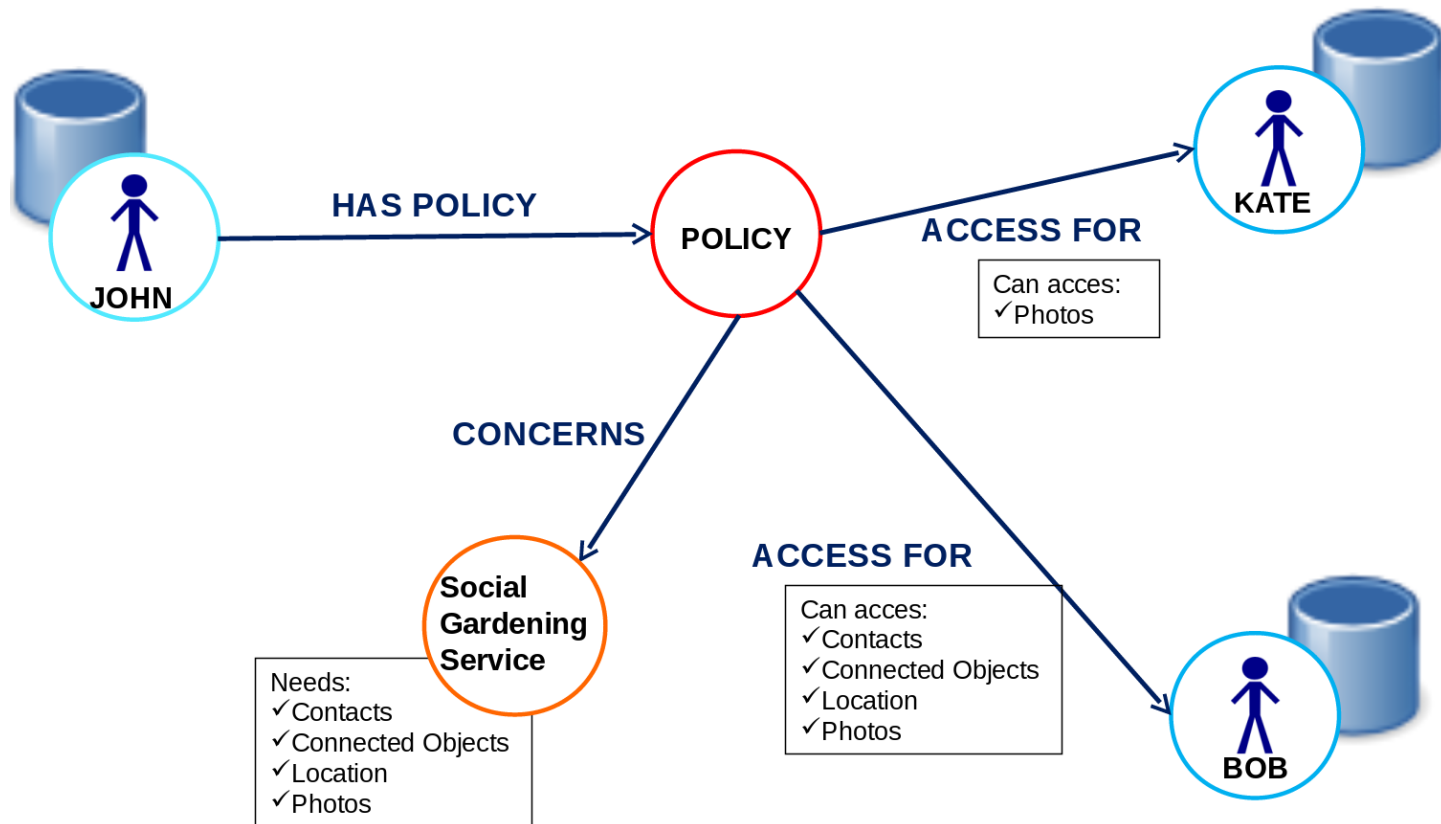 JOHN
HAS POLICY
POLICY
KATE
ACCESS FOR
Can acces:
✓Photos
CONCERNS
Social
Gardening
Service
Needs:
✓Contacts
✓Connected Objects
✓Location
✓Photos
ACCESS FOR
Can acces:
✓Contacts
✓Connected Objects
✓Location
✓Photos
BOB